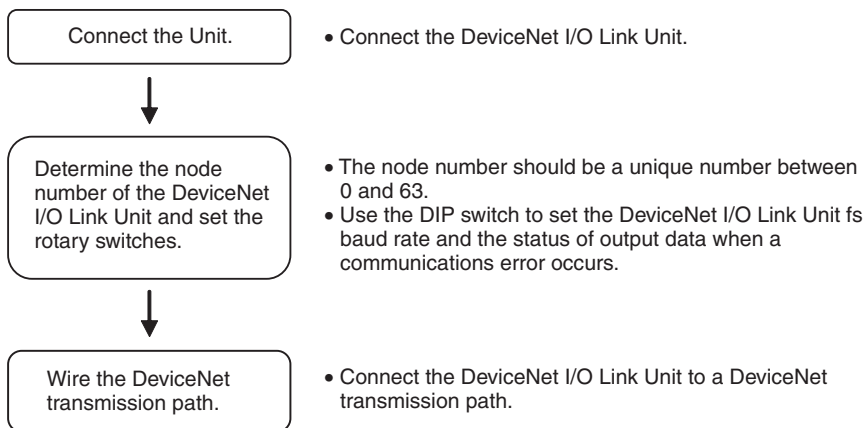 Connect the Unit.
• Connect the DeviceNet I/O Link Unit.
Determine the node
number of the DeviceNet
I/O Link Unit and set the
rotary switches.
• The node number should be a unique number between
0 and 63.
• Use the DIP switch to set the DeviceNet I/O Link Unit fs
baud rate and the status of output data when a
communications error occurs.
Wire the DeviceNet
transmission path.
• Connect the DeviceNet I/O Link Unit to a DeviceNet
transmission path.